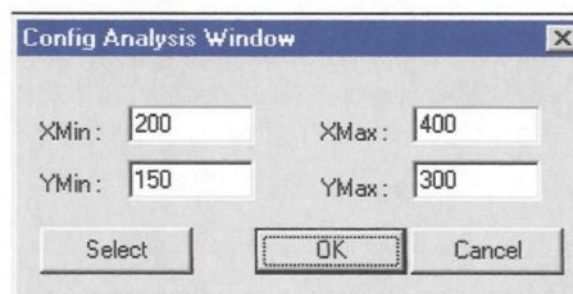 Config Analysis Window
XMin: 200 XMax: 400
YMin: 150 YMax: 300
Select OK Cancel